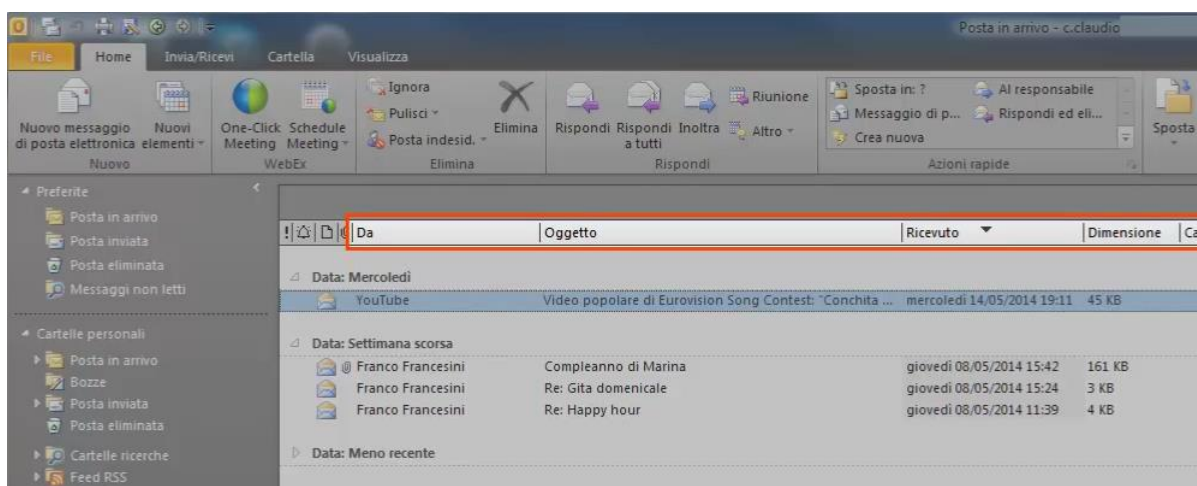 Posta in arrivo - c.claudio
File Home Invia/Ricevi Cartella Visualizza
Nuovo messaggio di posta elettronica
Nuovi elementi
Nuovo
One-Click Meeting
Schedule Meeting
WebEx
Ignora
Pulisci
Posta indesid.
Elimina
Elimina
Rispondi
Rispondi a tutti
Inoltra
Riunione
Altro
Rispondi
Sposta in: ?
Messaggio di p...
Crea nuova
Al responsabile
Rispondi ed eli...
Azioni rapide
Sposta
Preferite
Posta in arrivo
Posta inviata
Posta eliminata
Messaggi non letti
Cartelle personali
Posta in arrivo
Bozze
Posta inviata
Posta eliminata
Cartelle ricerche
Feed RSS
! Da Oggetto Ricevuto Dimensione Ca
Data: Mercoledì
YouTube Video popolare di Eurovision Song Contest: "Conchita ... mercoledì 14/05/2014 19:11 45 KB
Data: Settimana scorsa
Franco Francesini Compleanno di Marina giovedì 08/05/2014 15:42 161 KB
Franco Francesini Re: Gita domenicale giovedì 08/05/2014 15:24 3 KB
Franco Francesini Re: Happy hour giovedì 08/05/2014 11:39 4 KB
Data: Meno recente